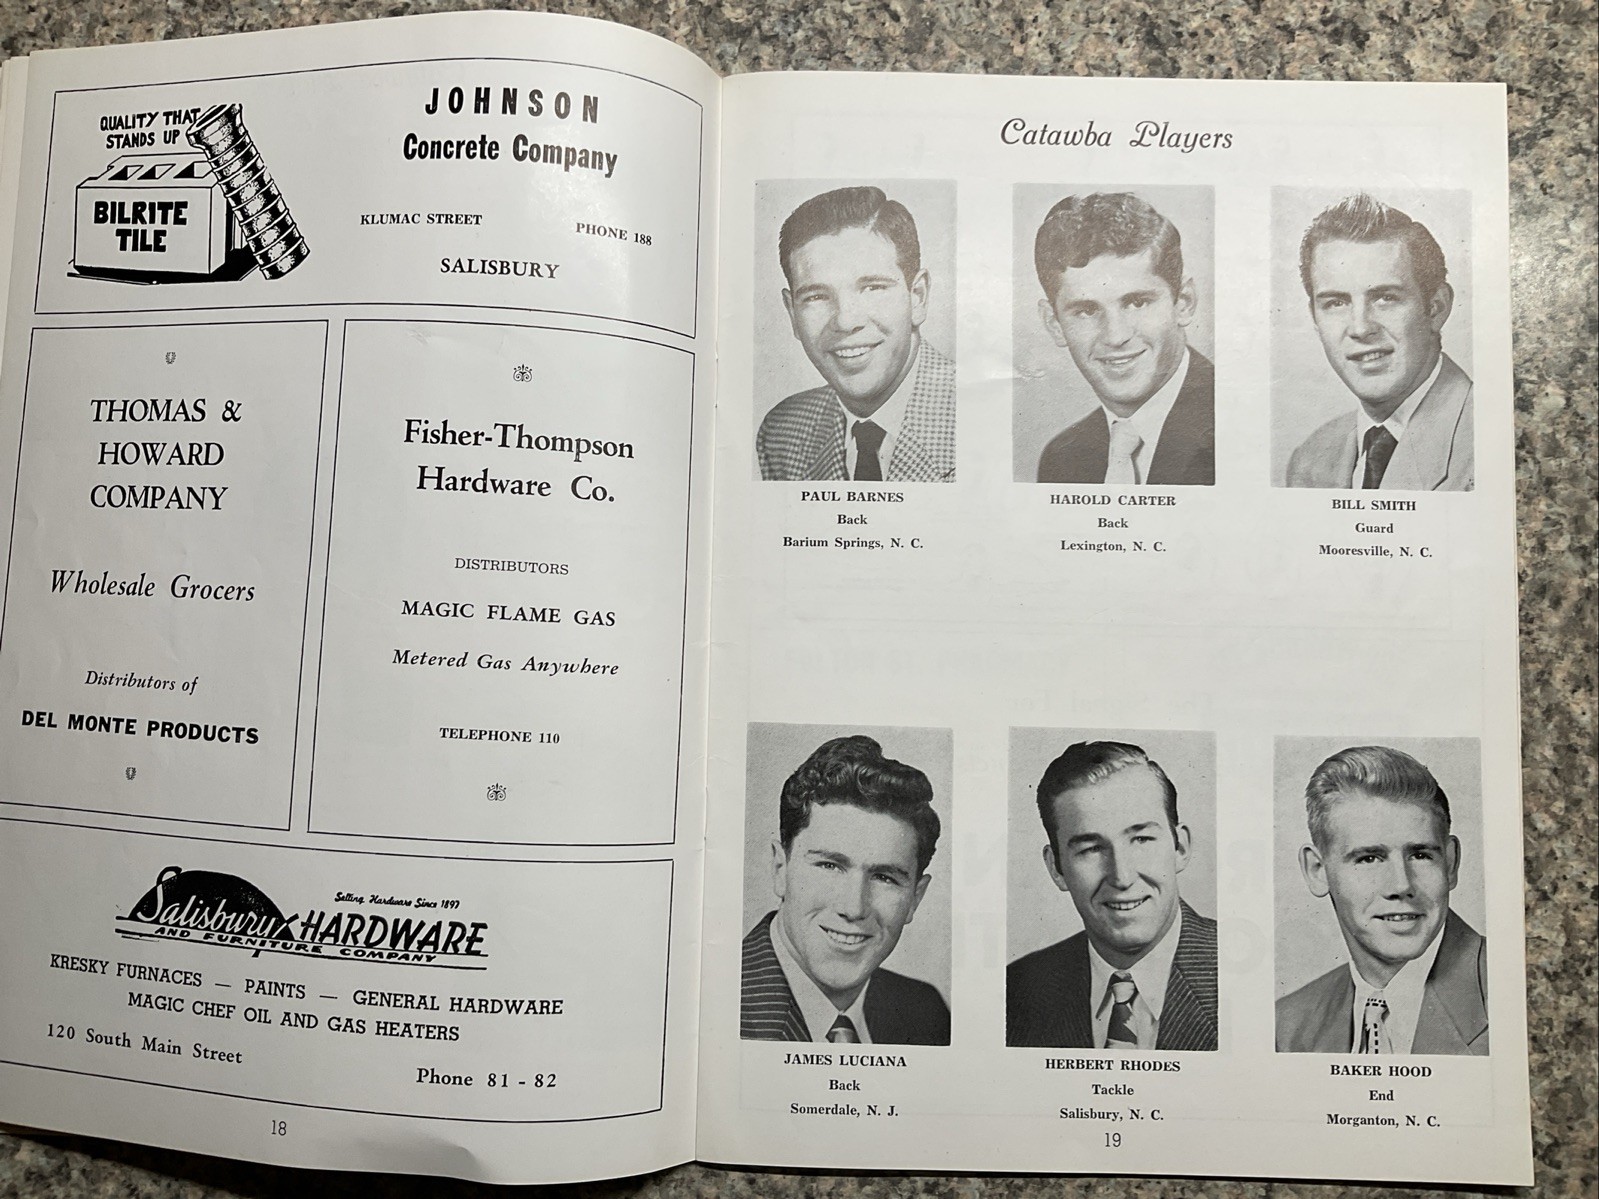 QUALITY THAT
STANDS UP
BILRITE
TILE
JOHNSON
Concrete Company
KLUMAC STREET
PHONE 188
SALISBURY
THOMAS &
HOWARD
COMPANY
Wholesale Grocers
Distributors of
DEL MONTE PRODUCTS
Fisher-Thompson
Hardware Co.
DISTRIBUTORS
MAGIC FLAME GAS
Metered Gas Anywhere
TELEPHONE 110
Selling Hardware Since 1897
Salisbury HARDWARE
AND FURNITURE COMPANY
KRESKY FURNACES — PAINTS — GENERAL HARDWARE
MAGIC CHEF OIL AND GAS HEATERS
120 South Main Street
Phone 81 - 82
18
Catawba Players
PAUL BARNES
Back
Barium Springs, N. C.
HAROLD CARTER
Back
Lexington, N. C.
BILL SMITH
Guard
Mooresville, N. C.
JAMES LUCIANA
Back
Somerdale, N. J.
HERBERT RHODES
Tackle
Salisbury, N. C.
BAKER HOOD
End
Morganton, N. C.
19